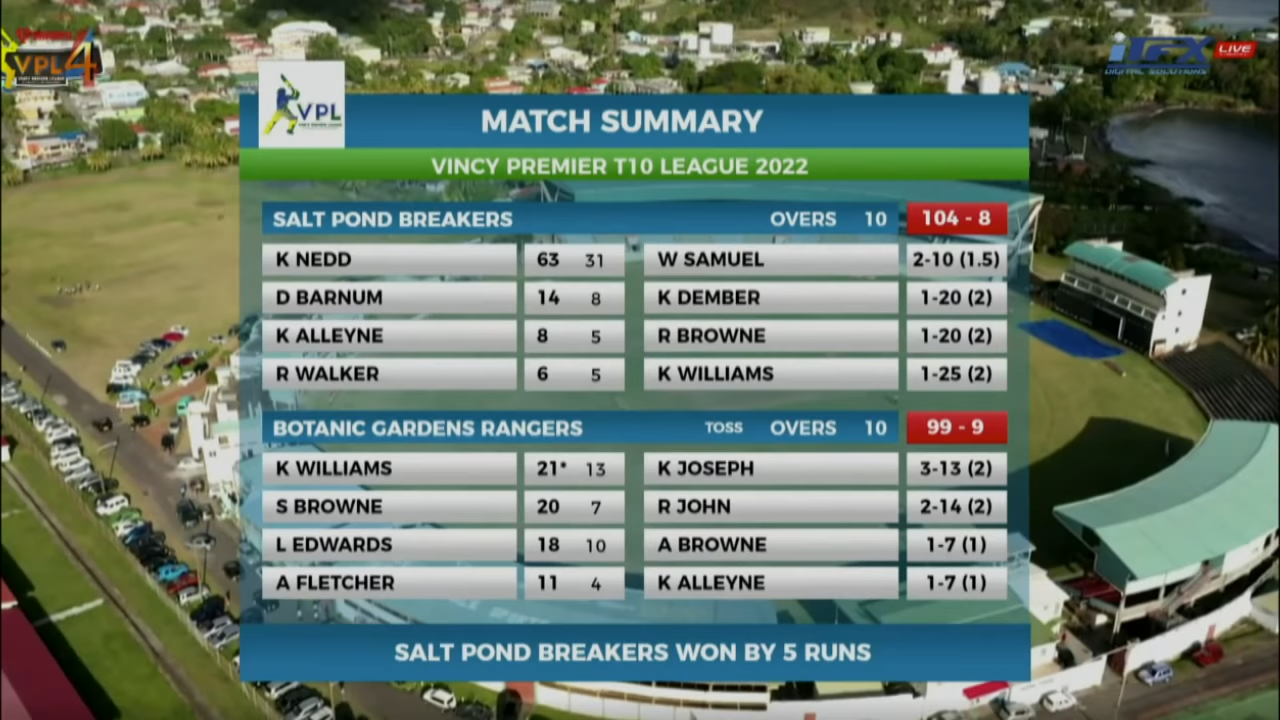 VPL 4
iTFX LIVE
DIGITAL SOLUTIONS
VPL
MATCH SUMMARY
VINCY PREMIER T10 LEAGUE 2022
SALT POND BREAKERS OVERS 10 104 - 8
K NEDD 63 31 W SAMUEL 2-10 (1.5)
D BARNUM 14 8 K DEMBER 1-20 (2)
K ALLEYNE 8 5 R BROWNE 1-20 (2)
R WALKER 6 5 K WILLIAMS 1-25 (2)
BOTANIC GARDENS RANGERS TOSS OVERS 10 99 - 9
K WILLIAMS 21* 13 K JOSEPH 3-13 (2)
S BROWNE 20 7 R JOHN 2-14 (2)
L EDWARDS 18 10 A BROWNE 1-7 (1)
A FLETCHER 11 4 K ALLEYNE 1-7 (1)
SALT POND BREAKERS WON BY 5 RUNS